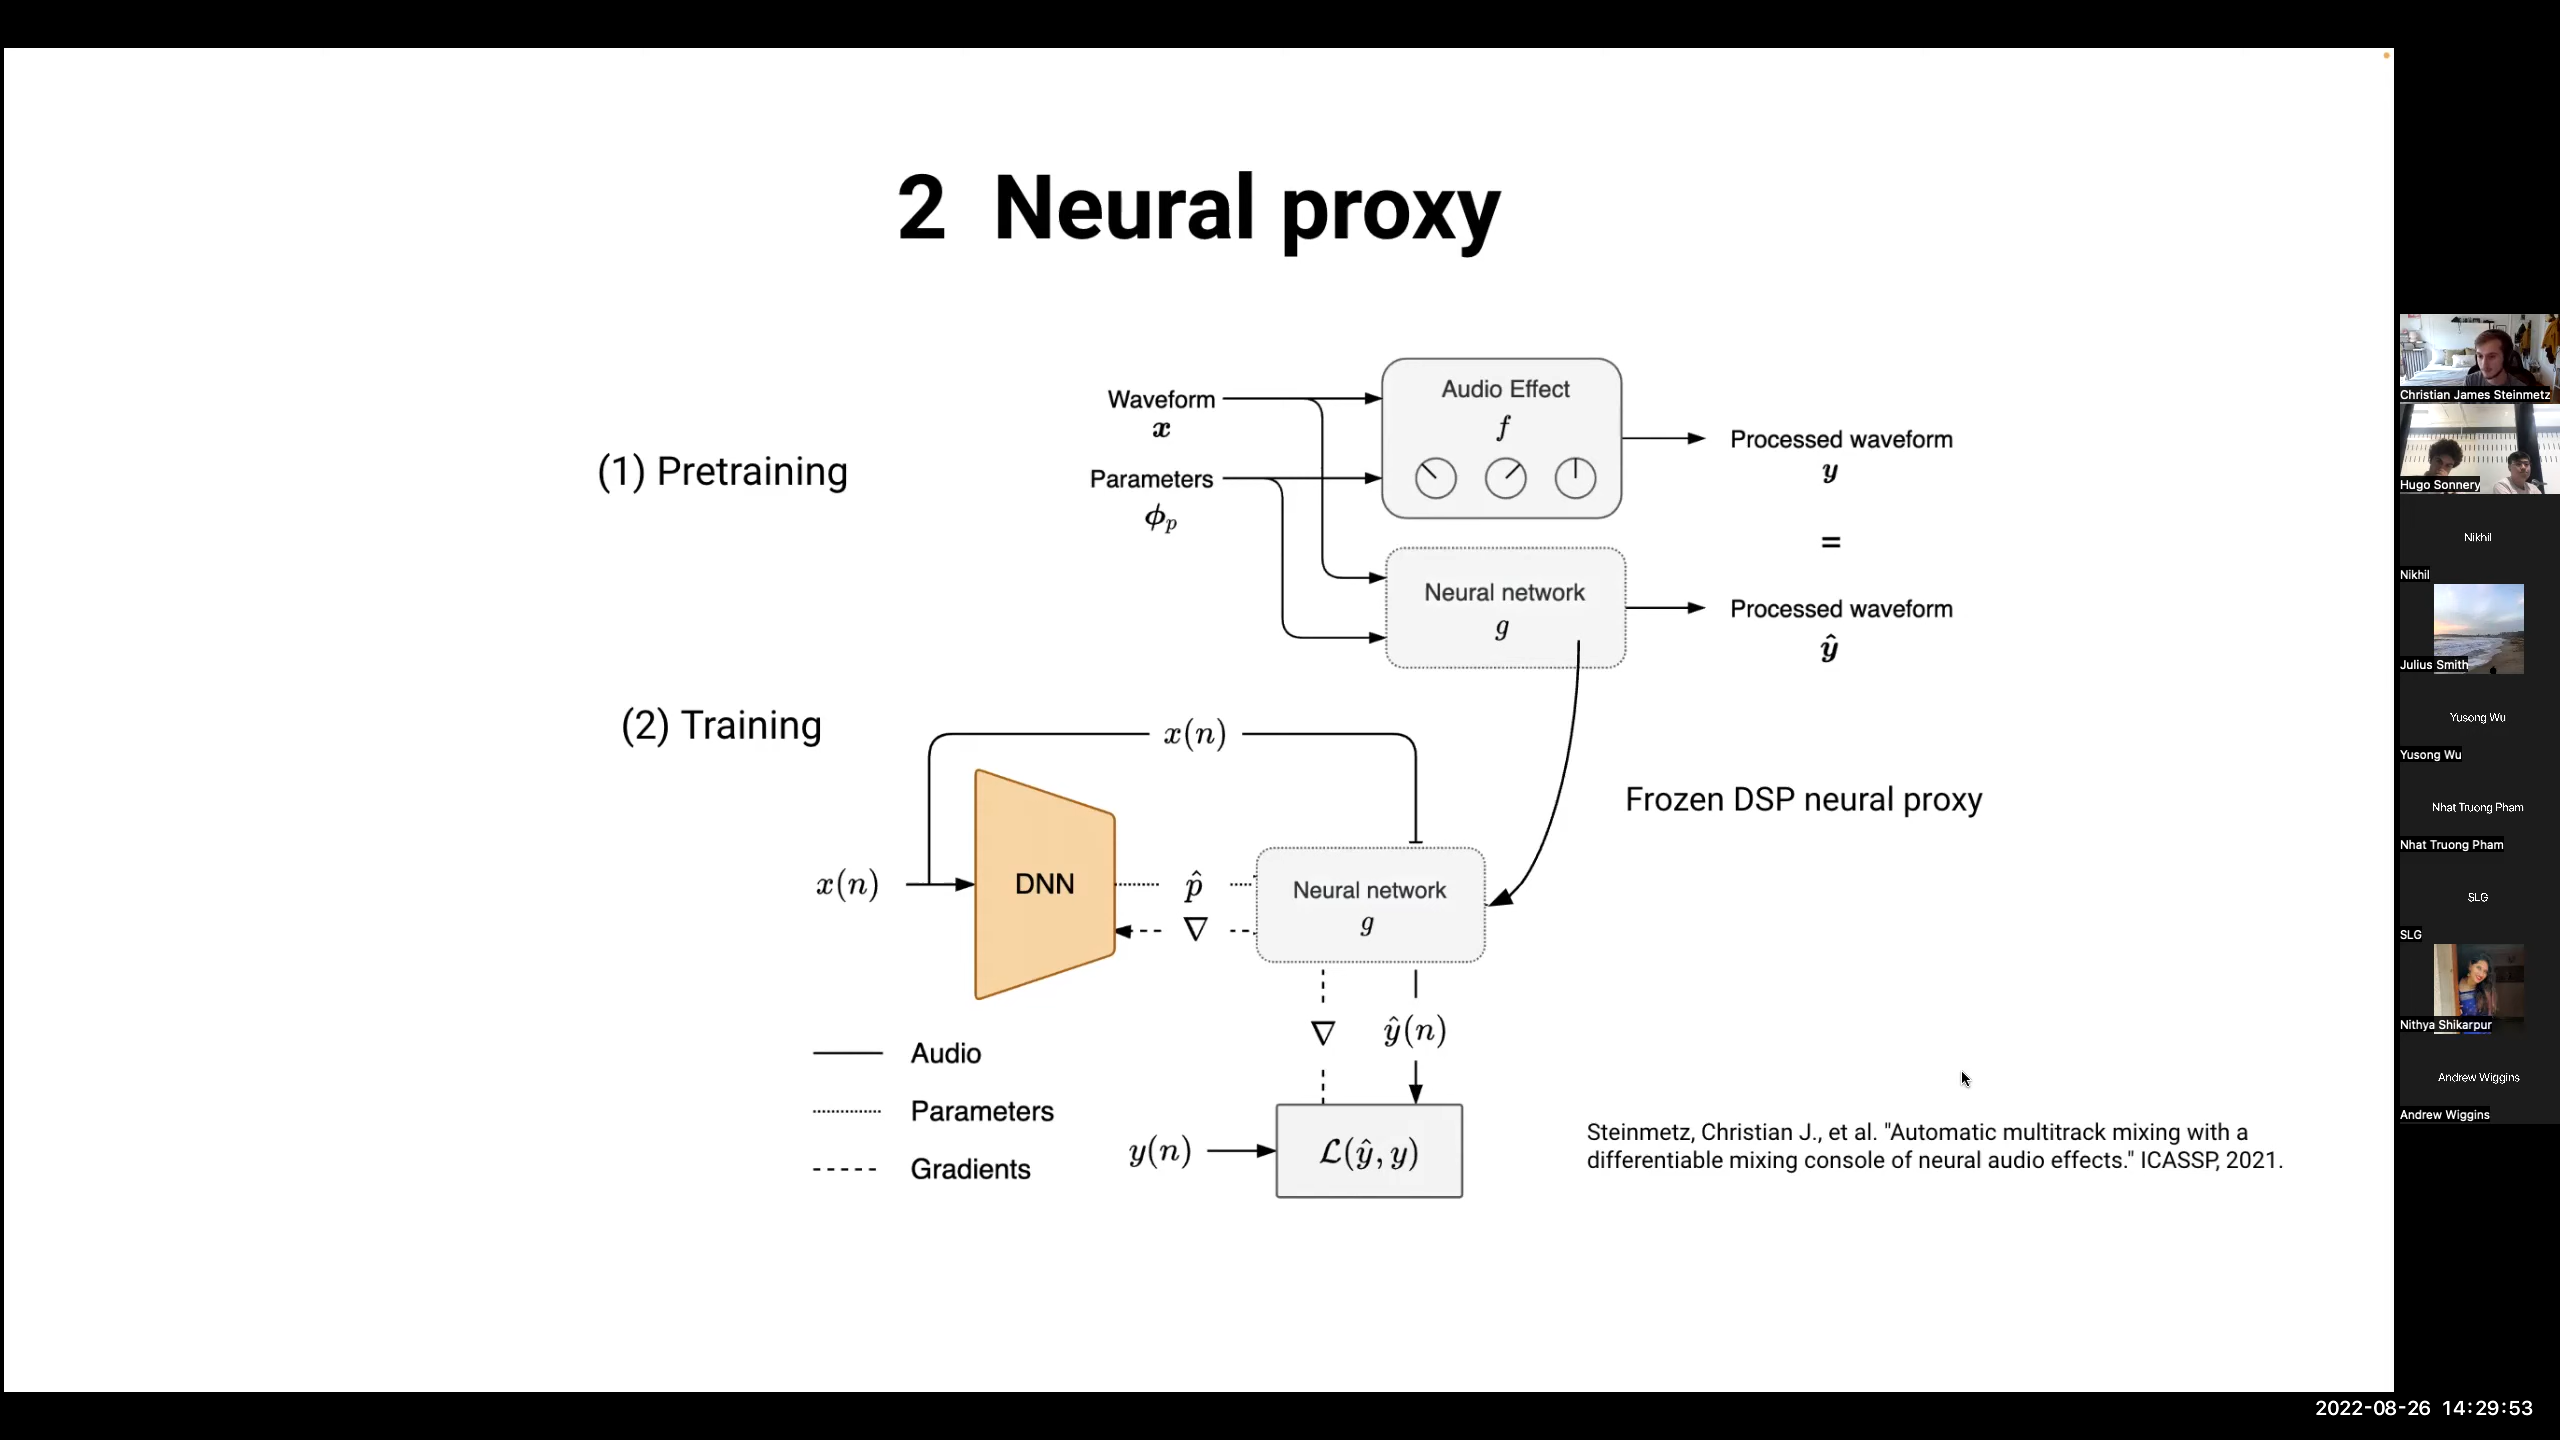 2 Neural proxy
(1) Pretraining
Waveform
x
Parameters
ϕₚ
Audio Effect
f
Processed waveform
y
=
Neural network
g
Processed waveform
ŷ
(2) Training
x(n)
Frozen DSP neural proxy
x(n)
DNN
p̂
∇
Neural network
g
∇
ŷ(n)
Audio
Parameters
Gradients
y(n)
ℒ(ŷ, y)
Steinmetz, Christian J., et al. "Automatic multitrack mixing with a
differentiable mixing console of neural audio effects." ICASSP, 2021.
Christian James Steinmetz
Hugo Sonnery
Nikhil
Nikhil
Julius Smith
Yusong Wu
Yusong Wu
Nhat Truong Pham
Nhat Truong Pham
SLG
SLG
Nithya Shikarpur
Andrew Wiggins
Andrew Wiggins
2022-08-26 14:29:53